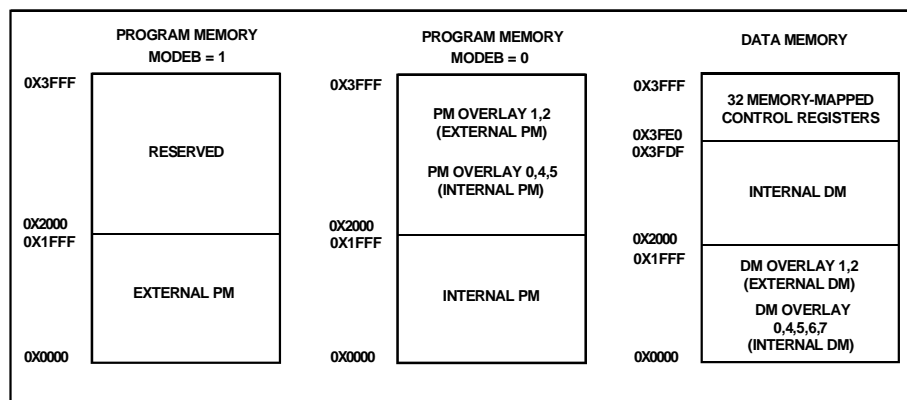 PROGRAM MEMORY
MODEB = 1
0X3FFF
RESERVED
0X2000
0X1FFF
EXTERNAL PM
0X0000
PROGRAM MEMORY
MODEB = 0
0X3FFF
PM OVERLAY 1,2
(EXTERNAL PM)
PM OVERLAY 0,4,5
(INTERNAL PM)
0X2000
0X1FFF
INTERNAL PM
0X0000
DATA MEMORY
0X3FFF
32 MEMORY-MAPPED
CONTROL REGISTERS
0X3FE0
0X3FDF
INTERNAL DM
0X2000
0X1FFF
DM OVERLAY 1,2
(EXTERNAL DM)
DM OVERLAY
0,4,5,6,7
(INTERNAL DM)
0X0000